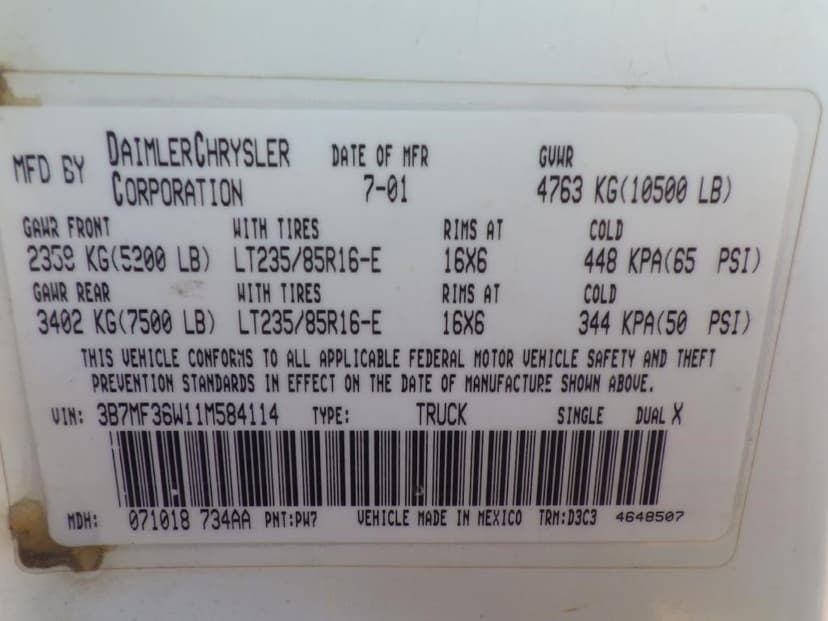 MFD BY DAIMLERCHRYSLER CORPORATION DATE OF MFR 7-01 GVWR 4763 KG(10500 LB)
GAWR FRONT WITH TIRES RIMS AT COLD
2359 KG(5200 LB) LT235/85R16-E 16X6 448 KPA(65 PSI)
GAWR REAR WITH TIRES RIMS AT COLD
3402 KG(7500 LB) LT235/85R16-E 16X6 344 KPA(50 PSI)
THIS VEHICLE CONFORMS TO ALL APPLICABLE FEDERAL MOTOR VEHICLE SAFETY AND THEFT
PREVENTION STANDARDS IN EFFECT ON THE DATE OF MANUFACTURE SHOWN ABOVE.
VIN: 3B7MF36W11M584114 TYPE: TRUCK SINGLE DUAL X
MDH: 071018 734AA PNT:PW7 VEHICLE MADE IN MEXICO TRM:D3C3 4648507